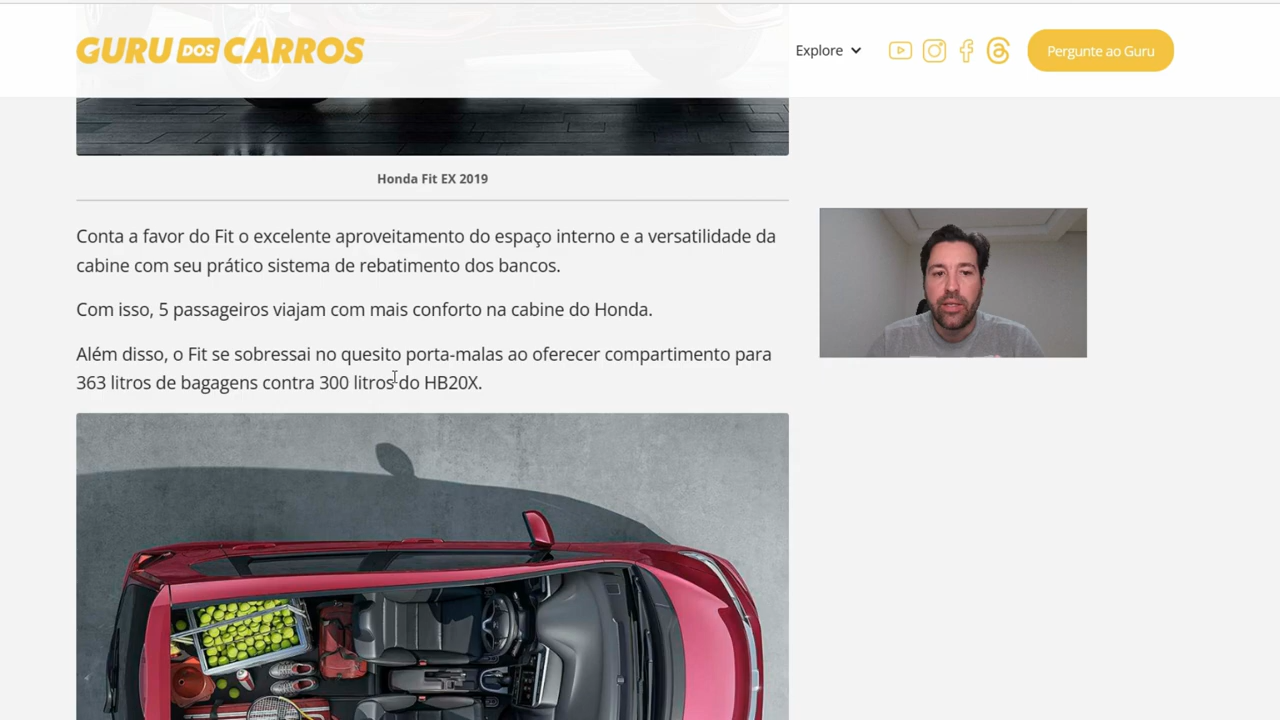 GURU DOS CARROS
Explore
Pergunte ao Guru
Honda Fit EX 2019
Conta a favor do Fit o excelente aproveitamento do espaço interno e a versatilidade da
cabine com seu prático sistema de rebatimento dos bancos.
Com isso, 5 passageiros viajam com mais conforto na cabine do Honda.
Além disso, o Fit se sobressai no quesito porta-malas ao oferecer compartimento para
363 litros de bagagens contra 300 litros do HB20X.